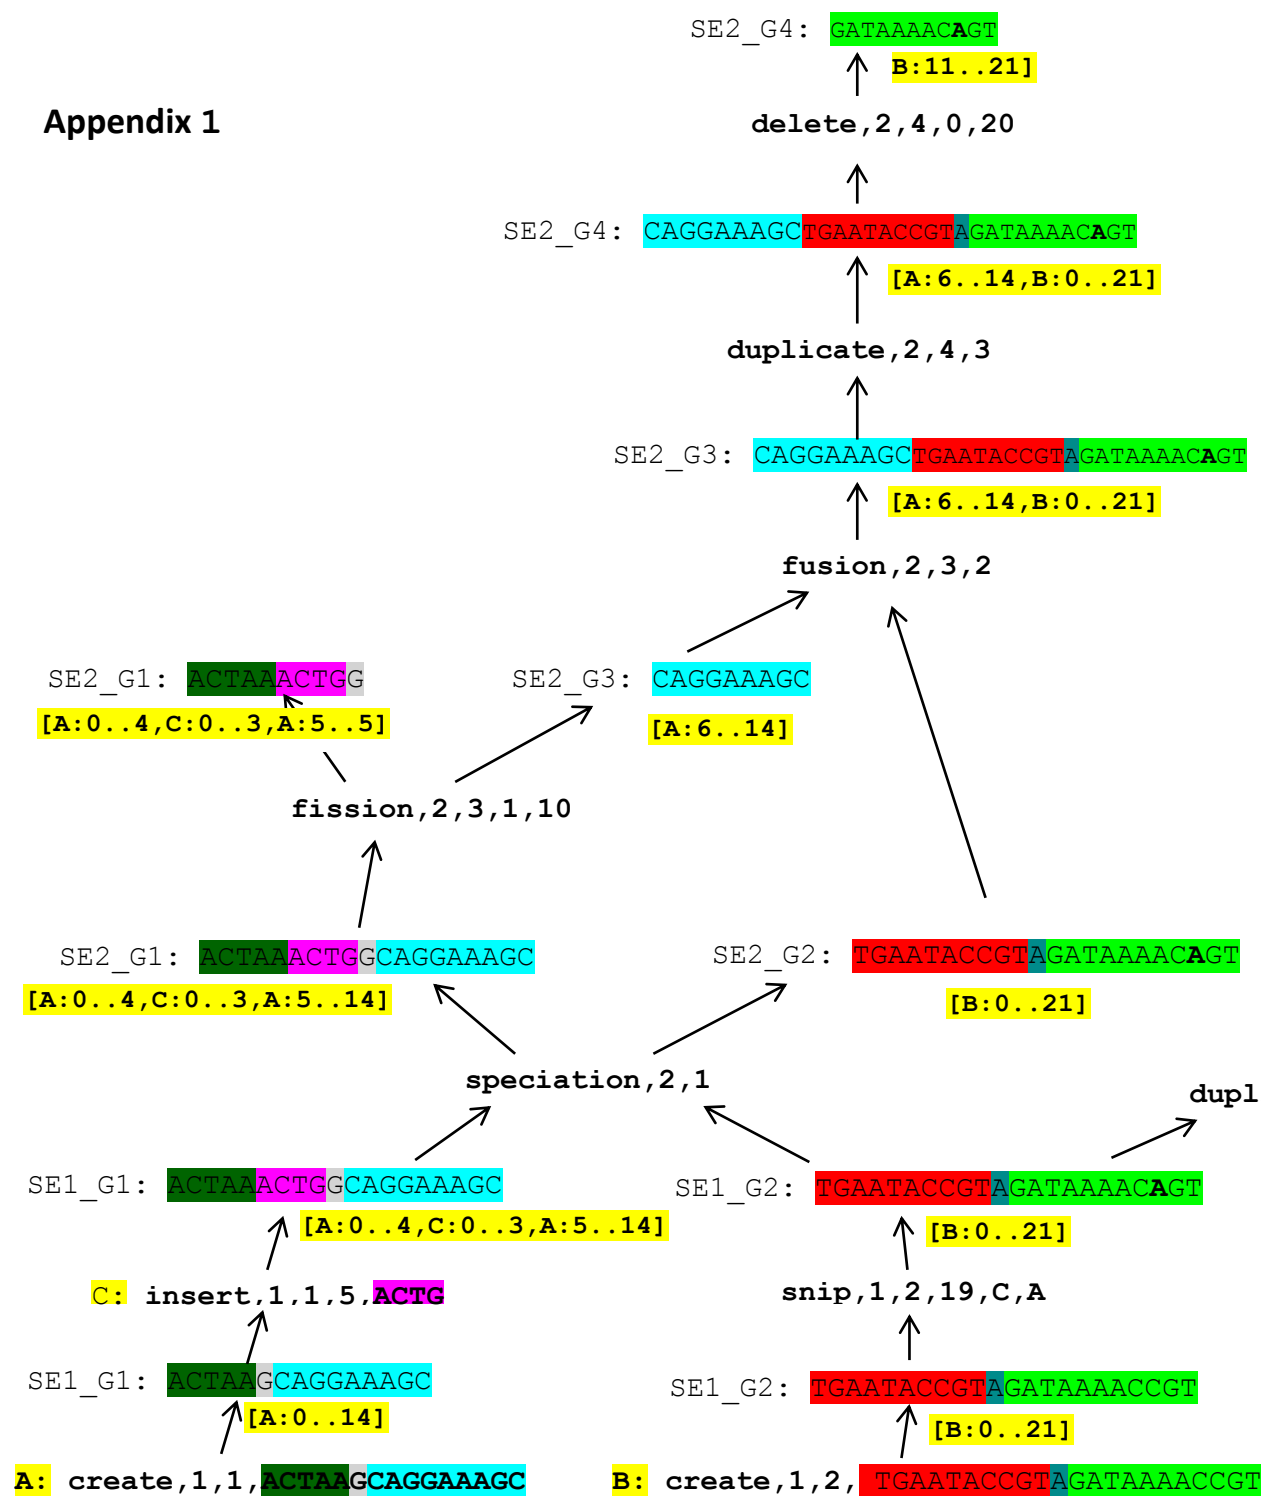 SE2_G4: GATAAAACAGT
B:11..21]
Appendix 1
delete,2,4,0,20
SE2_G4: CAGGAAAGCTGAATACCGTAGATAAAACAGT
[A:6..14,B:0..21]
duplicate,2,4,3
SE2_G3: CAGGAAAGCTGAATACCGTAGATAAAACAGT
[A:6..14,B:0..21]
fusion,2,3,2
SE2_G1: ACTAAACTGG
SE2_G3: CAGGAAAGC
[A:0..4,C:0..3,A:5..5]
[A:6..14]
fission,2,3,1,10
SE2_G1: ACTAAACTGGCAGGAAAGC
SE2_G2: TGAATACCGTAGATAAAACAGT
[A:0..4,C:0..3,A:5..14]
[B:0..21]
speciation,2,1
dupl
SE1_G1: ACTAAACTGGCAGGAAAGC
SE1_G2: TGAATACCGTAGATAAAACAGT
[A:0..4,C:0..3,A:5..14]
[B:0..21]
C: insert,1,1,5,ACTG
snip,1,2,19,C,A
SE1_G1: ACTAAGCAGGAAAGC
SE1_G2: TGAATACCGTAGATAAAACCGT
[A:0..14]
[B:0..21]
A: create,1,1,ACTAAGCAGGAAAGC
B: create,1,2, TGAATACCGTAGATAAAACCGT